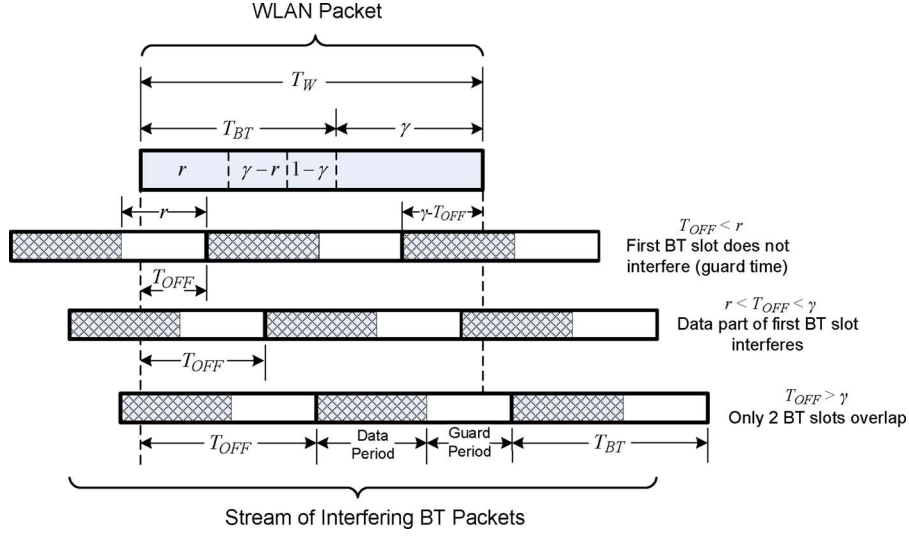 WLAN Packet
T_W
T_BT
γ
r
γ – r
1 – γ
r
γ-T_OFF
T_OFF < r
First BT slot does not
interfere (guard time)
T_OFF
r < T_OFF < γ
Data part of first BT slot
interferes
T_OFF
T_OFF > γ
Only 2 BT slots overlap
T_OFF
Data
Period
Guard
Period
T_BT
Stream of Interfering BT Packets